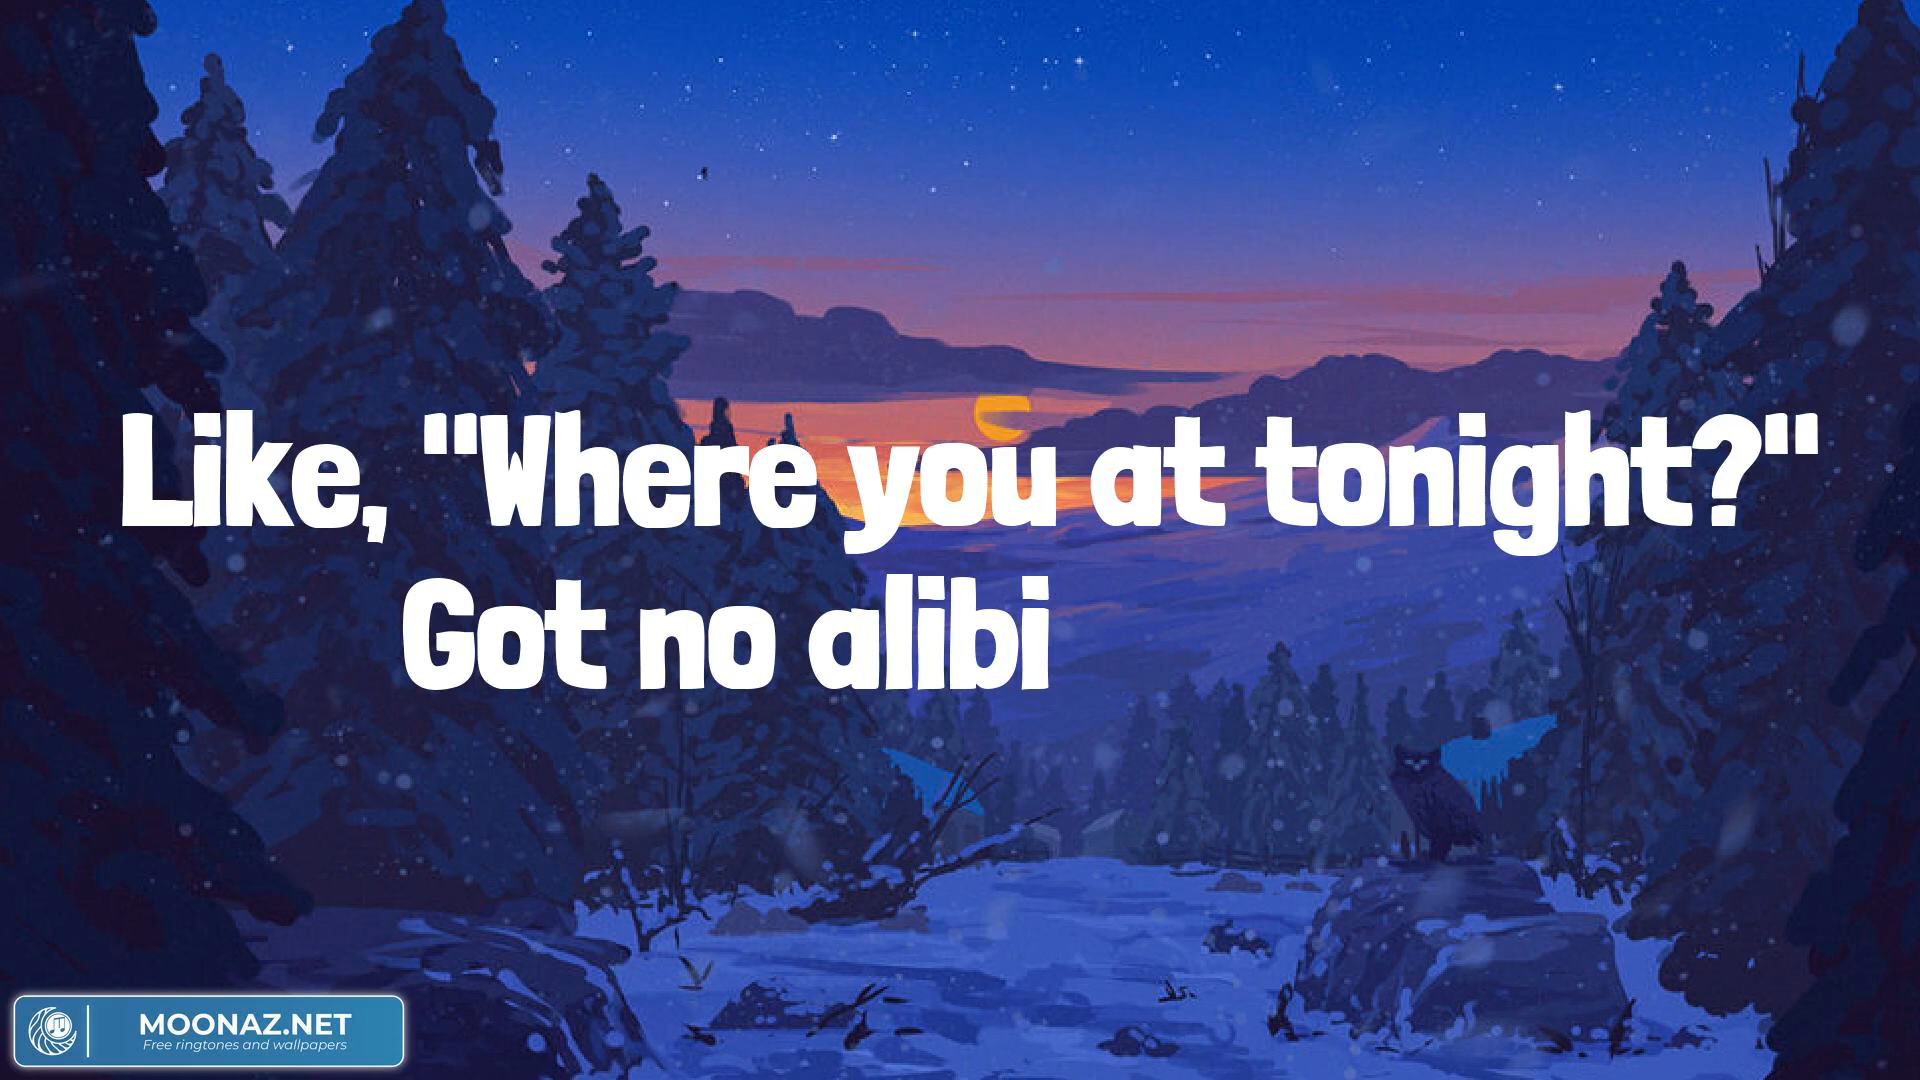 Like, "Where you at tonight?"
Got no alibi
MOONAZ.NET
Free ringtones and wallpapers